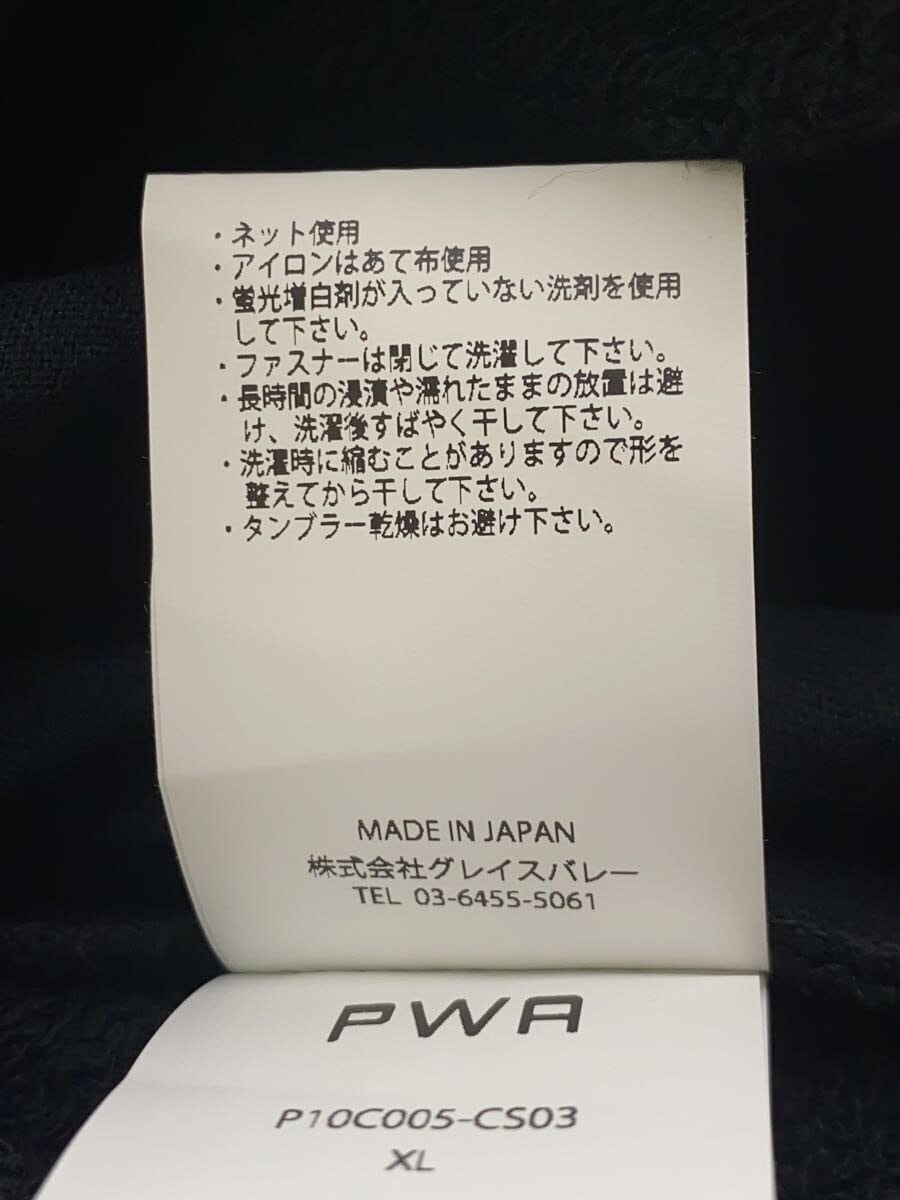 ・ネット使用
・アイロンはあて布使用
・蛍光増白剤が入っていない洗剤を使用
して下さい。
・ファスナーは閉じて洗濯して下さい。
・長時間の浸漬や濡れたままの放置は避
け、洗濯後すばやく干して下さい。
・洗濯時に縮むことがありますので形を
整えてから干して下さい。
・タンブラー乾燥はお避け下さい。
MADE IN JAPAN
株式会社グレイスバレー
TEL 03-6455-5061
PWA
P10C005-CS03
XL